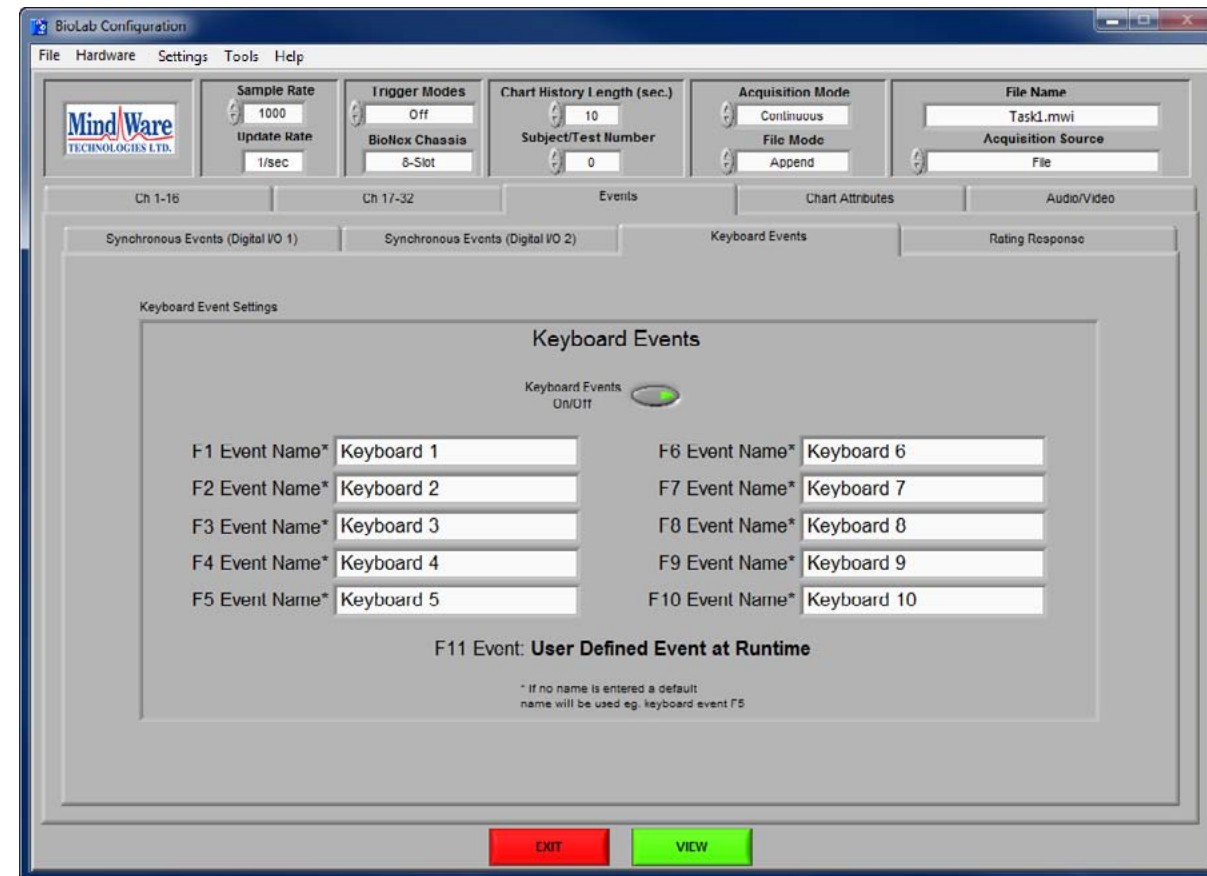 BioLab Configuration
File Hardware Settings Tools Help
MindWare
TECHNOLOGIES LTD.
Sample Rate
1000
Update Rate
1/sec
Trigger Modes
Off
BioNex Chassis
8-Slot
Chart History Length (sec.)
10
Subject/Test Number
0
Acquisition Mode
Continuous
File Mode
Append
File Name
Task1.mwi
Acquisition Source
File
Ch 1-16 Ch 17-32 Events Chart Attributes Audio/Video
Synchronous Events (Digital I/O 1) Synchronous Events (Digital I/O 2) Keyboard Events Rating Response
Keyboard Event Settings
Keyboard Events
Keyboard Events
On/Off
F1 Event Name* Keyboard 1 F6 Event Name* Keyboard 6
F2 Event Name* Keyboard 2 F7 Event Name* Keyboard 7
F3 Event Name* Keyboard 3 F8 Event Name* Keyboard 8
F4 Event Name* Keyboard 4 F9 Event Name* Keyboard 9
F5 Event Name* Keyboard 5 F10 Event Name* Keyboard 10
F11 Event: User Defined Event at Runtime
* If no name is entered a default
name will be used eg. keyboard event F5
EXIT VIEW